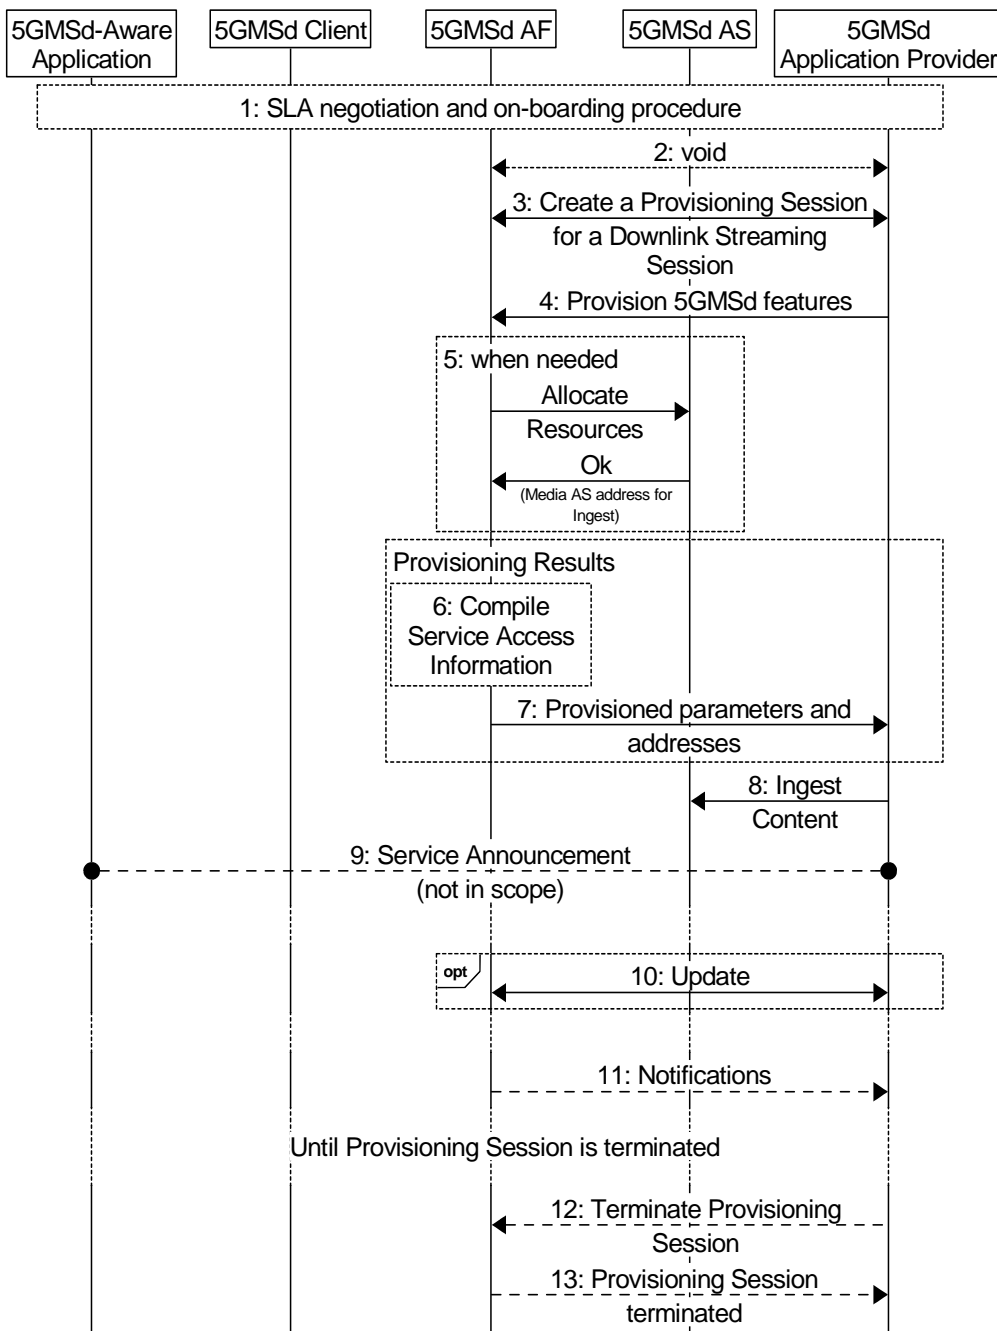 5GMSd-Aware
Application
5GMSd Client
5GMSd AF
5GMSd AS
5GMSd
Application Provider
1: SLA negotiation and on-boarding procedure
2: void
3: Create a Provisioning Session
for a Downlink Streaming
Session
4: Provision 5GMSd features
5: when needed
Allocate
Resources
Ok
(Media AS address for
Ingest)
Provisioning Results
6: Compile
Service Access
Information
7: Provisioned parameters and
addresses
8: Ingest
Content
9: Service Announcement
(not in scope)
opt
10: Update
11: Notifications
Until Provisioning Session is terminated
12: Terminate Provisioning
Session
13: Provisioning Session
terminated